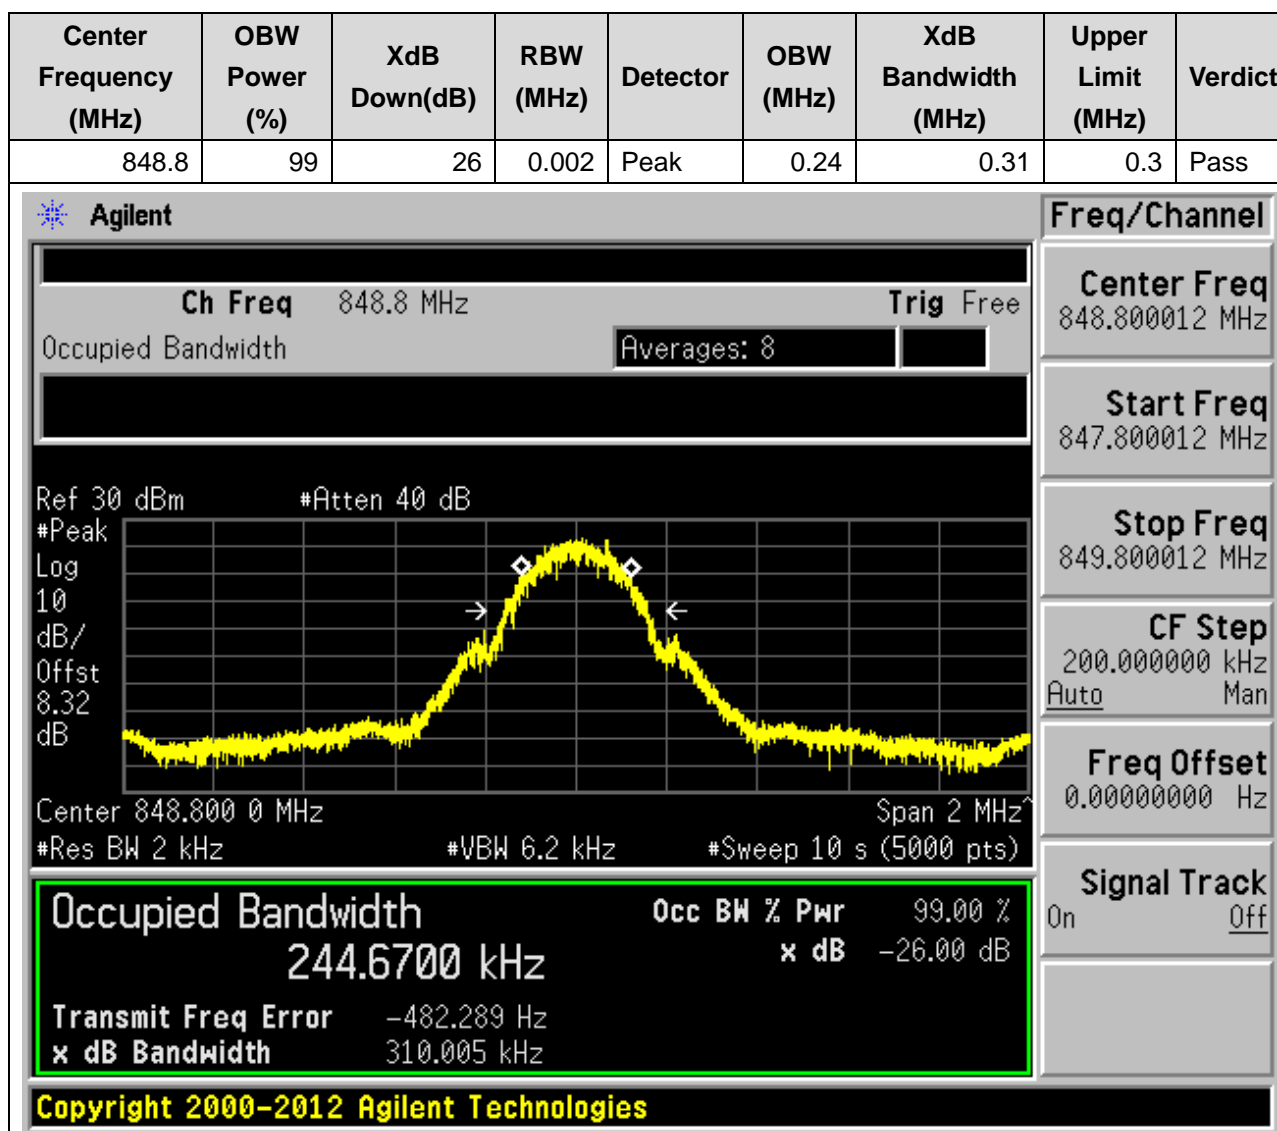 Center Frequency (MHz) OBW Power (%) XdB Down(dB) RBW (MHz) Detector OBW (MHz) XdB Bandwidth (MHz) Upper Limit (MHz) Verdict
848.8 99 26 0.002 Peak 0.24 0.31 0.3 Pass
Agilent
Freq/Channel
Ch Freq 848.8 MHz Trig Free
Occupied Bandwidth Averages: 8
Center Freq
848.800012 MHz
Start Freq
847.800012 MHz
Stop Freq
849.800012 MHz
CF Step
200.000000 kHz
Auto Man
Freq Offset
0.00000000 Hz
Signal Track
On Off
Ref 30 dBm #Atten 40 dB
#Peak
Log
10
dB/
Offst
8.32
dB
Center 848.800 0 MHz Span 2 MHz^
#Res BW 2 kHz #VBW 6.2 kHz #Sweep 10 s (5000 pts)
Occupied Bandwidth Occ BW % Pwr 99.00 %
244.6700 kHz x dB -26.00 dB
Transmit Freq Error -482.289 Hz
x dB Bandwidth 310.005 kHz
Copyright 2000-2012 Agilent Technologies